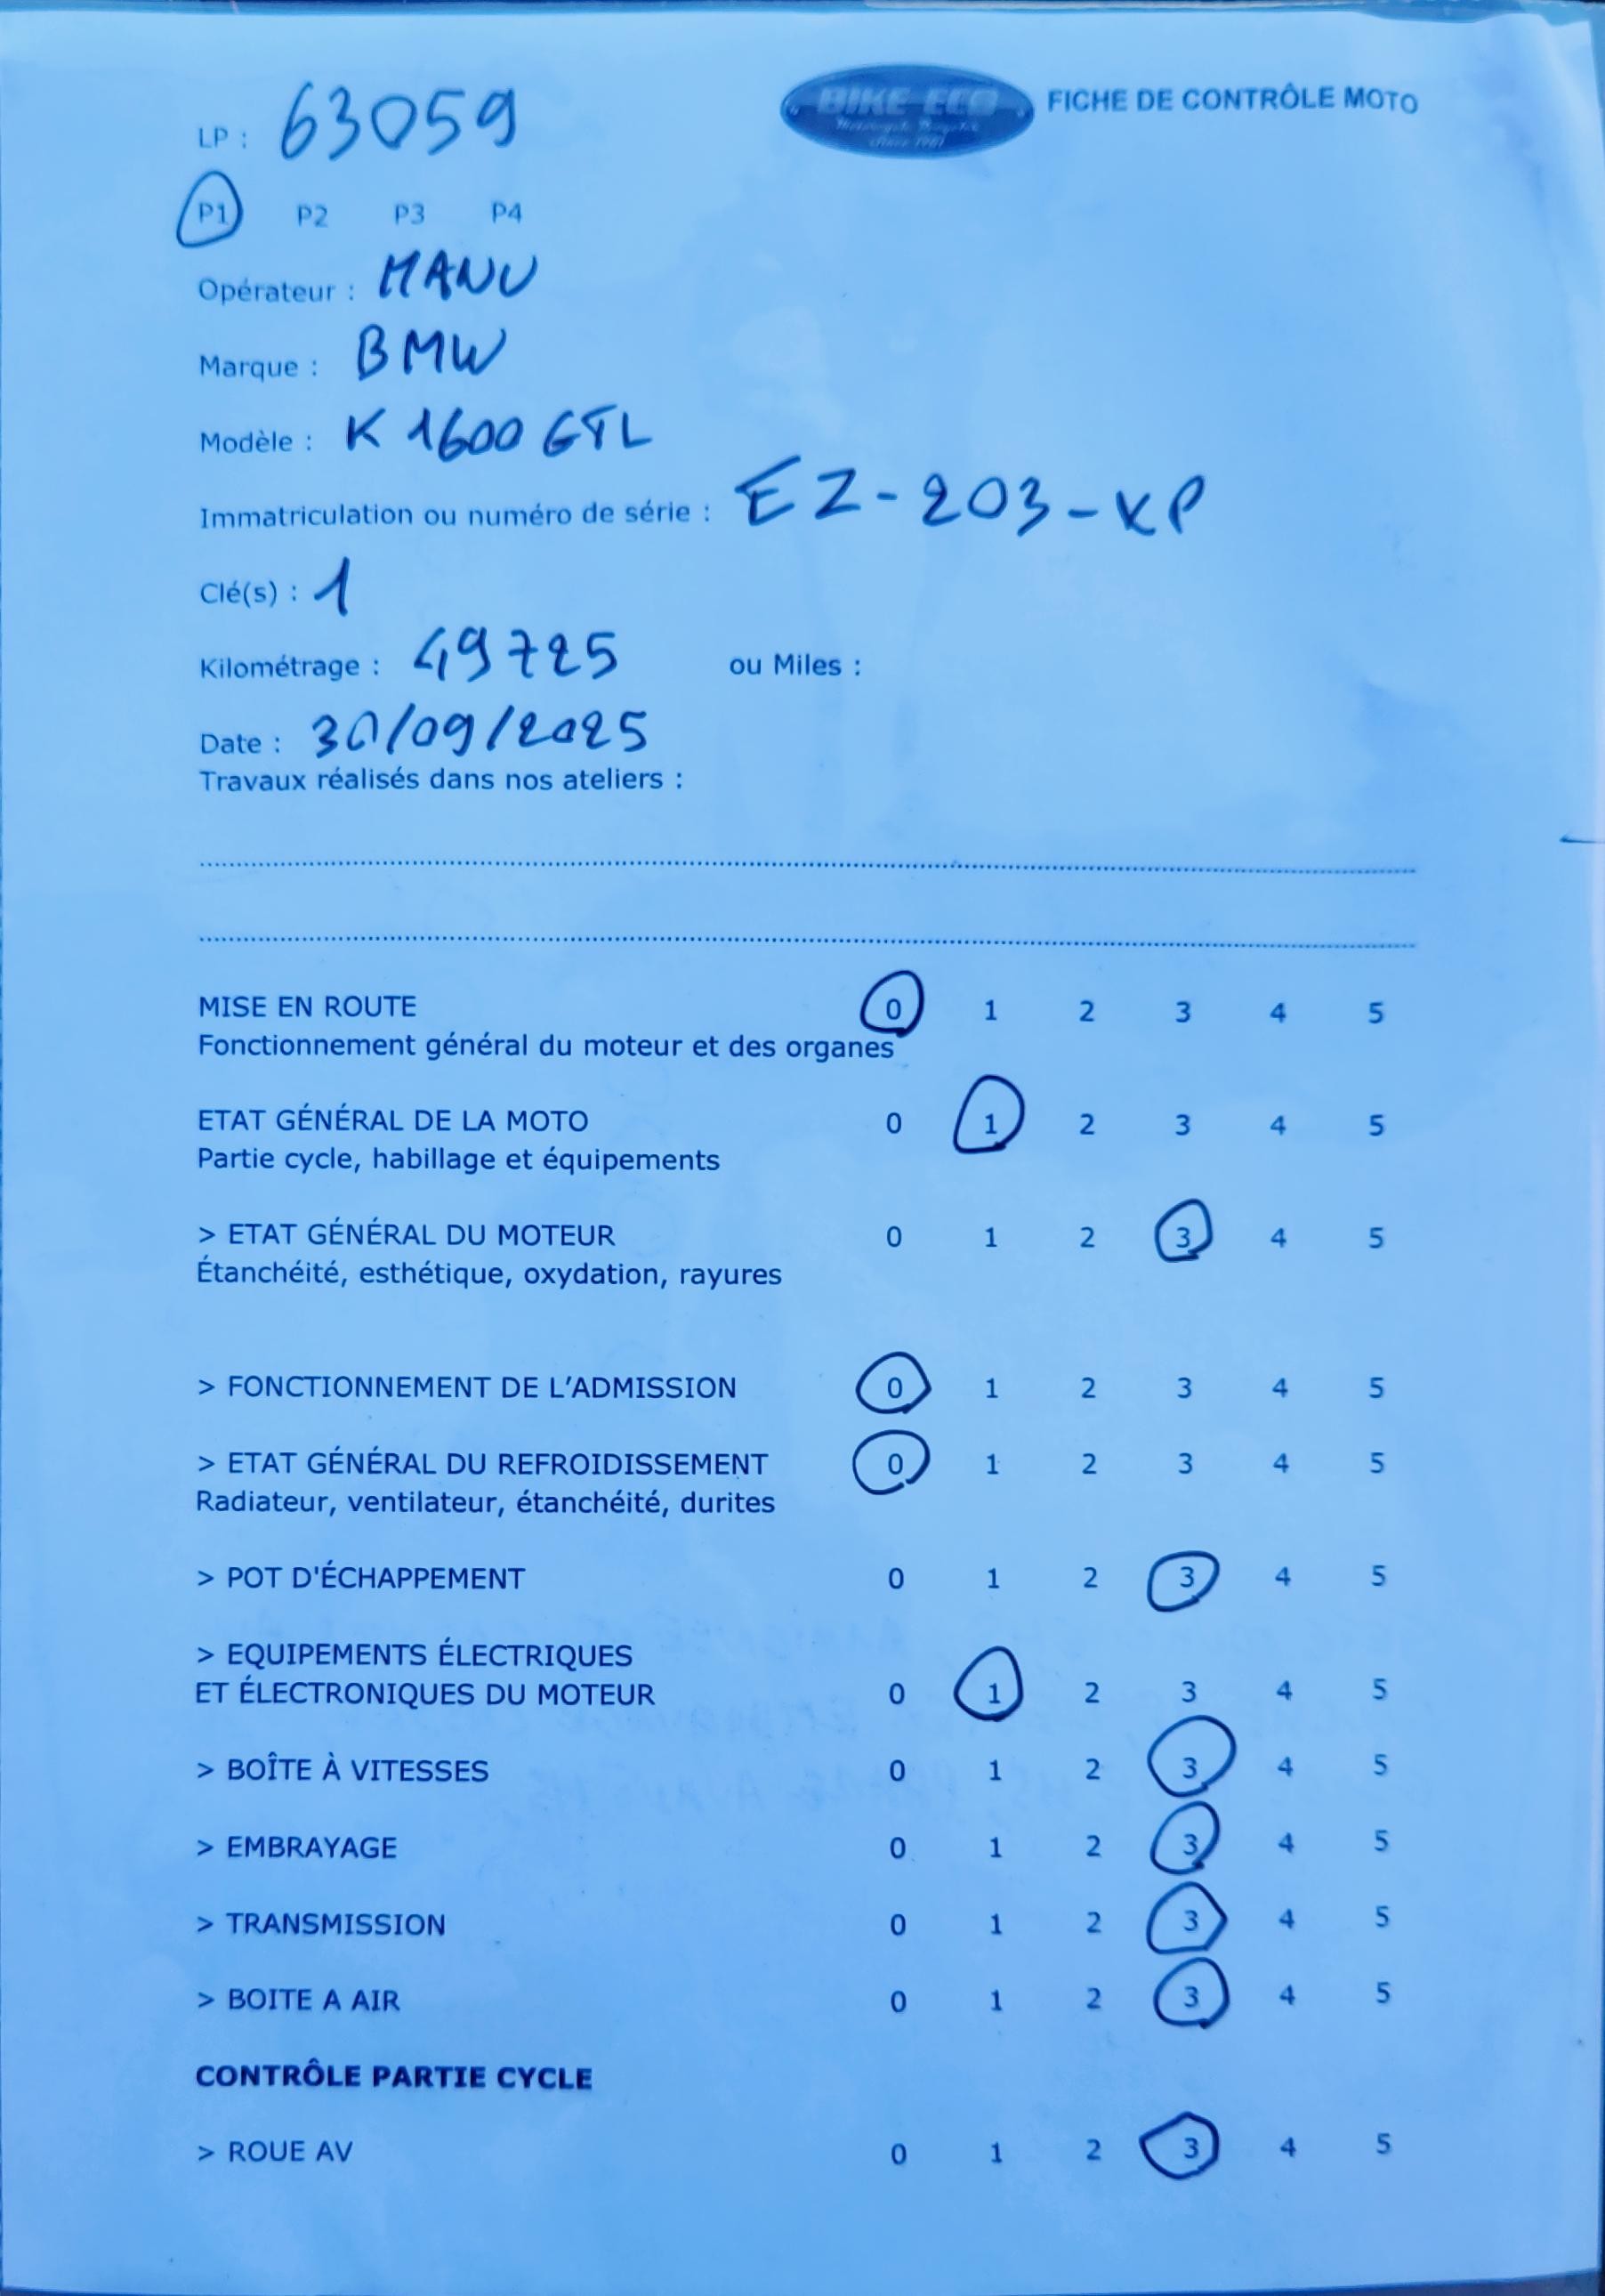 LP : 63059
BIKE ECO
FICHE DE CONTRÔLE MOTO
P1 P2 P3 P4
Opérateur : MANU
Marque : BMW
Modèle : K 1600 GTL
Immatriculation ou numéro de série : EZ-203-KP
Clé(s) : 1
Kilométrage : 49725 ou Miles :
Date : 30/09/2025
Travaux réalisés dans nos ateliers :
MISE EN ROUTE 0 1 2 3 4 5
Fonctionnement général du moteur et des organes
ETAT GÉNÉRAL DE LA MOTO 0 1 2 3 4 5
Partie cycle, habillage et équipements
> ETAT GÉNÉRAL DU MOTEUR 0 1 2 3 4 5
Étanchéité, esthétique, oxydation, rayures
> FONCTIONNEMENT DE L'ADMISSION 0 1 2 3 4 5
> ETAT GÉNÉRAL DU REFROIDISSEMENT 0 1 2 3 4 5
Radiateur, ventilateur, étanchéité, durites
> POT D'ÉCHAPPEMENT 0 1 2 3 4 5
> EQUIPEMENTS ÉLECTRIQUES
ET ÉLECTRONIQUES DU MOTEUR 0 1 2 3 4 5
> BOÎTE À VITESSES 0 1 2 3 4 5
> EMBRAYAGE 0 1 2 3 4 5
> TRANSMISSION 0 1 2 3 4 5
> BOITE A AIR 0 1 2 3 4 5
CONTRÔLE PARTIE CYCLE
> ROUE AV 0 1 2 3 4 5